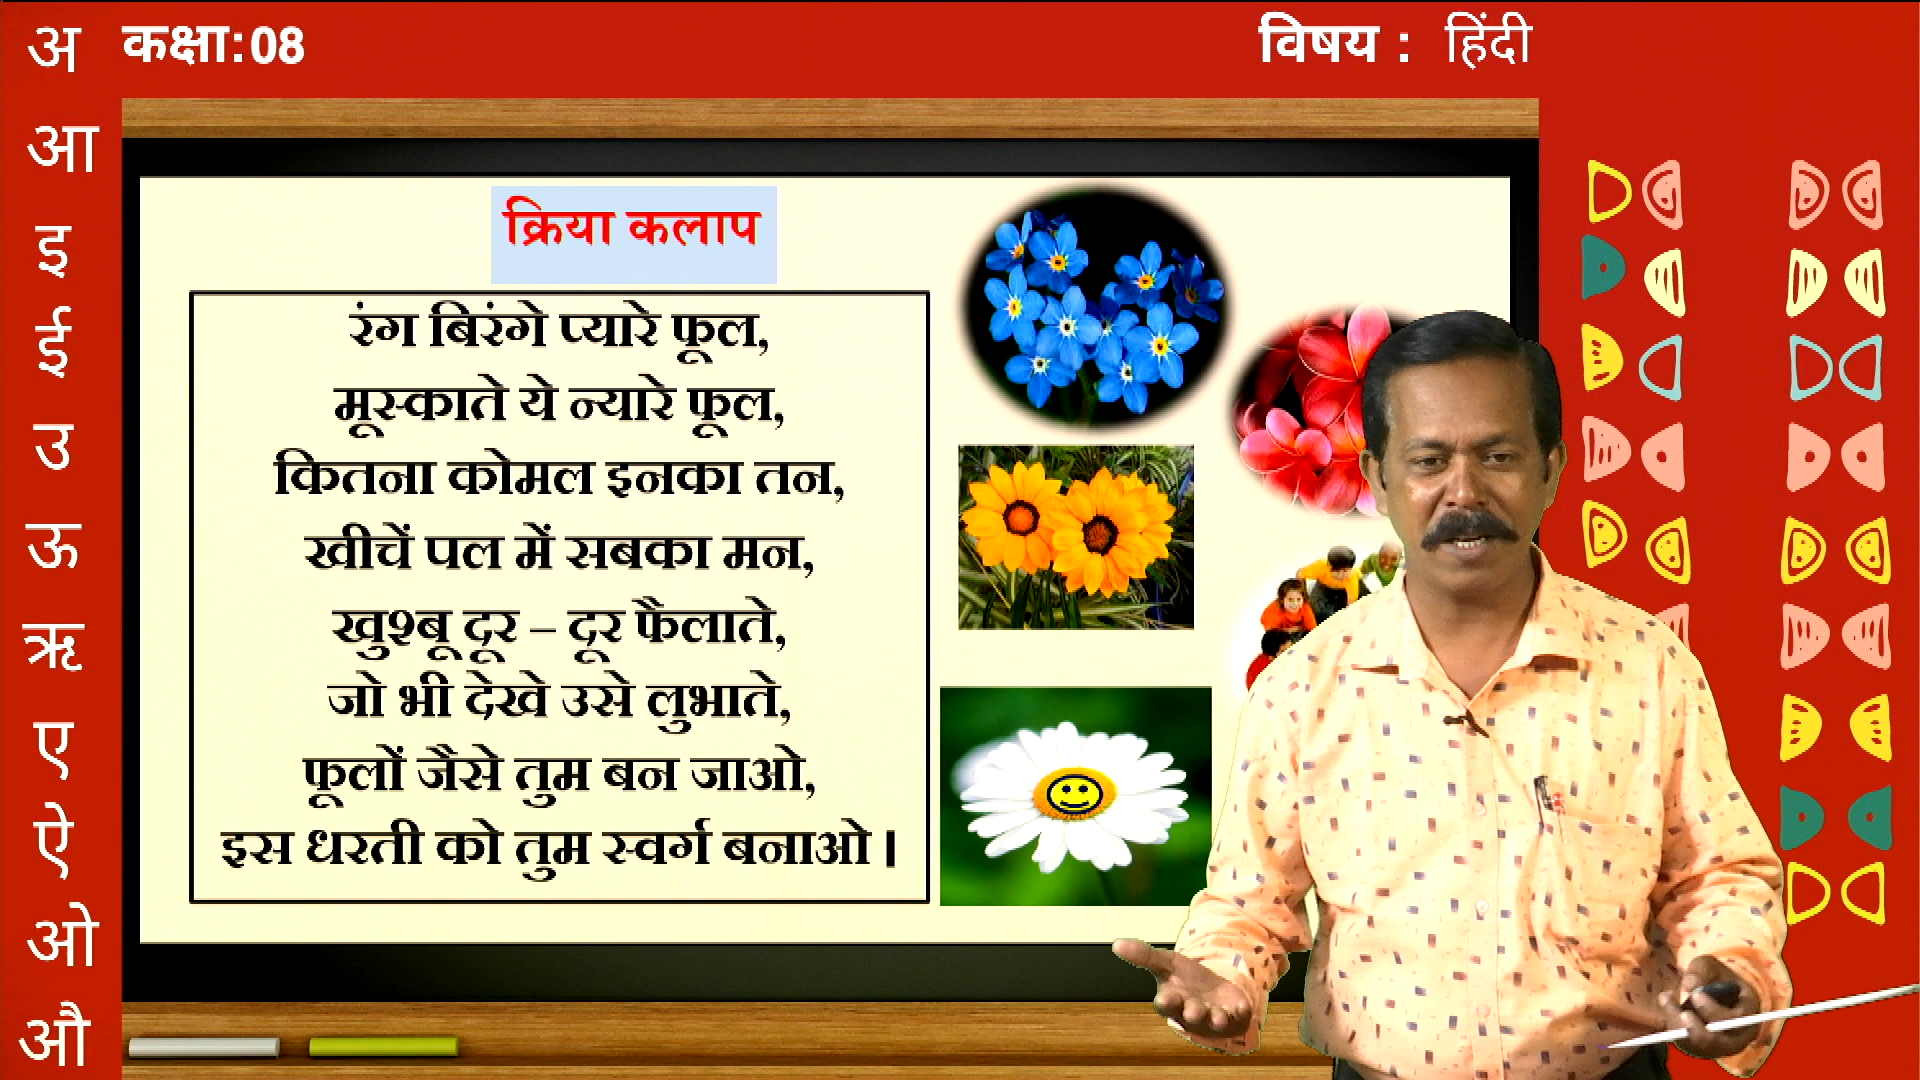 कक्षा:08
विषय : हिंदी
अ
आ
इ
ई
उ
ऊ
ऋ
ए
ऐ
ओ
औ
क्रिया कलाप
रंग बिरंगे प्यारे फूल,
मूस्काते ये न्यारे फूल,
कितना कोमल इनका तन,
खीचें पल में सबका मन,
खुश्बू दूर – दूर फैलाते,
जो भी देखे उसे लुभाते,
फूलों जैसे तुम बन जाओ,
इस धरती को तुम स्वर्ग बनाओ ।